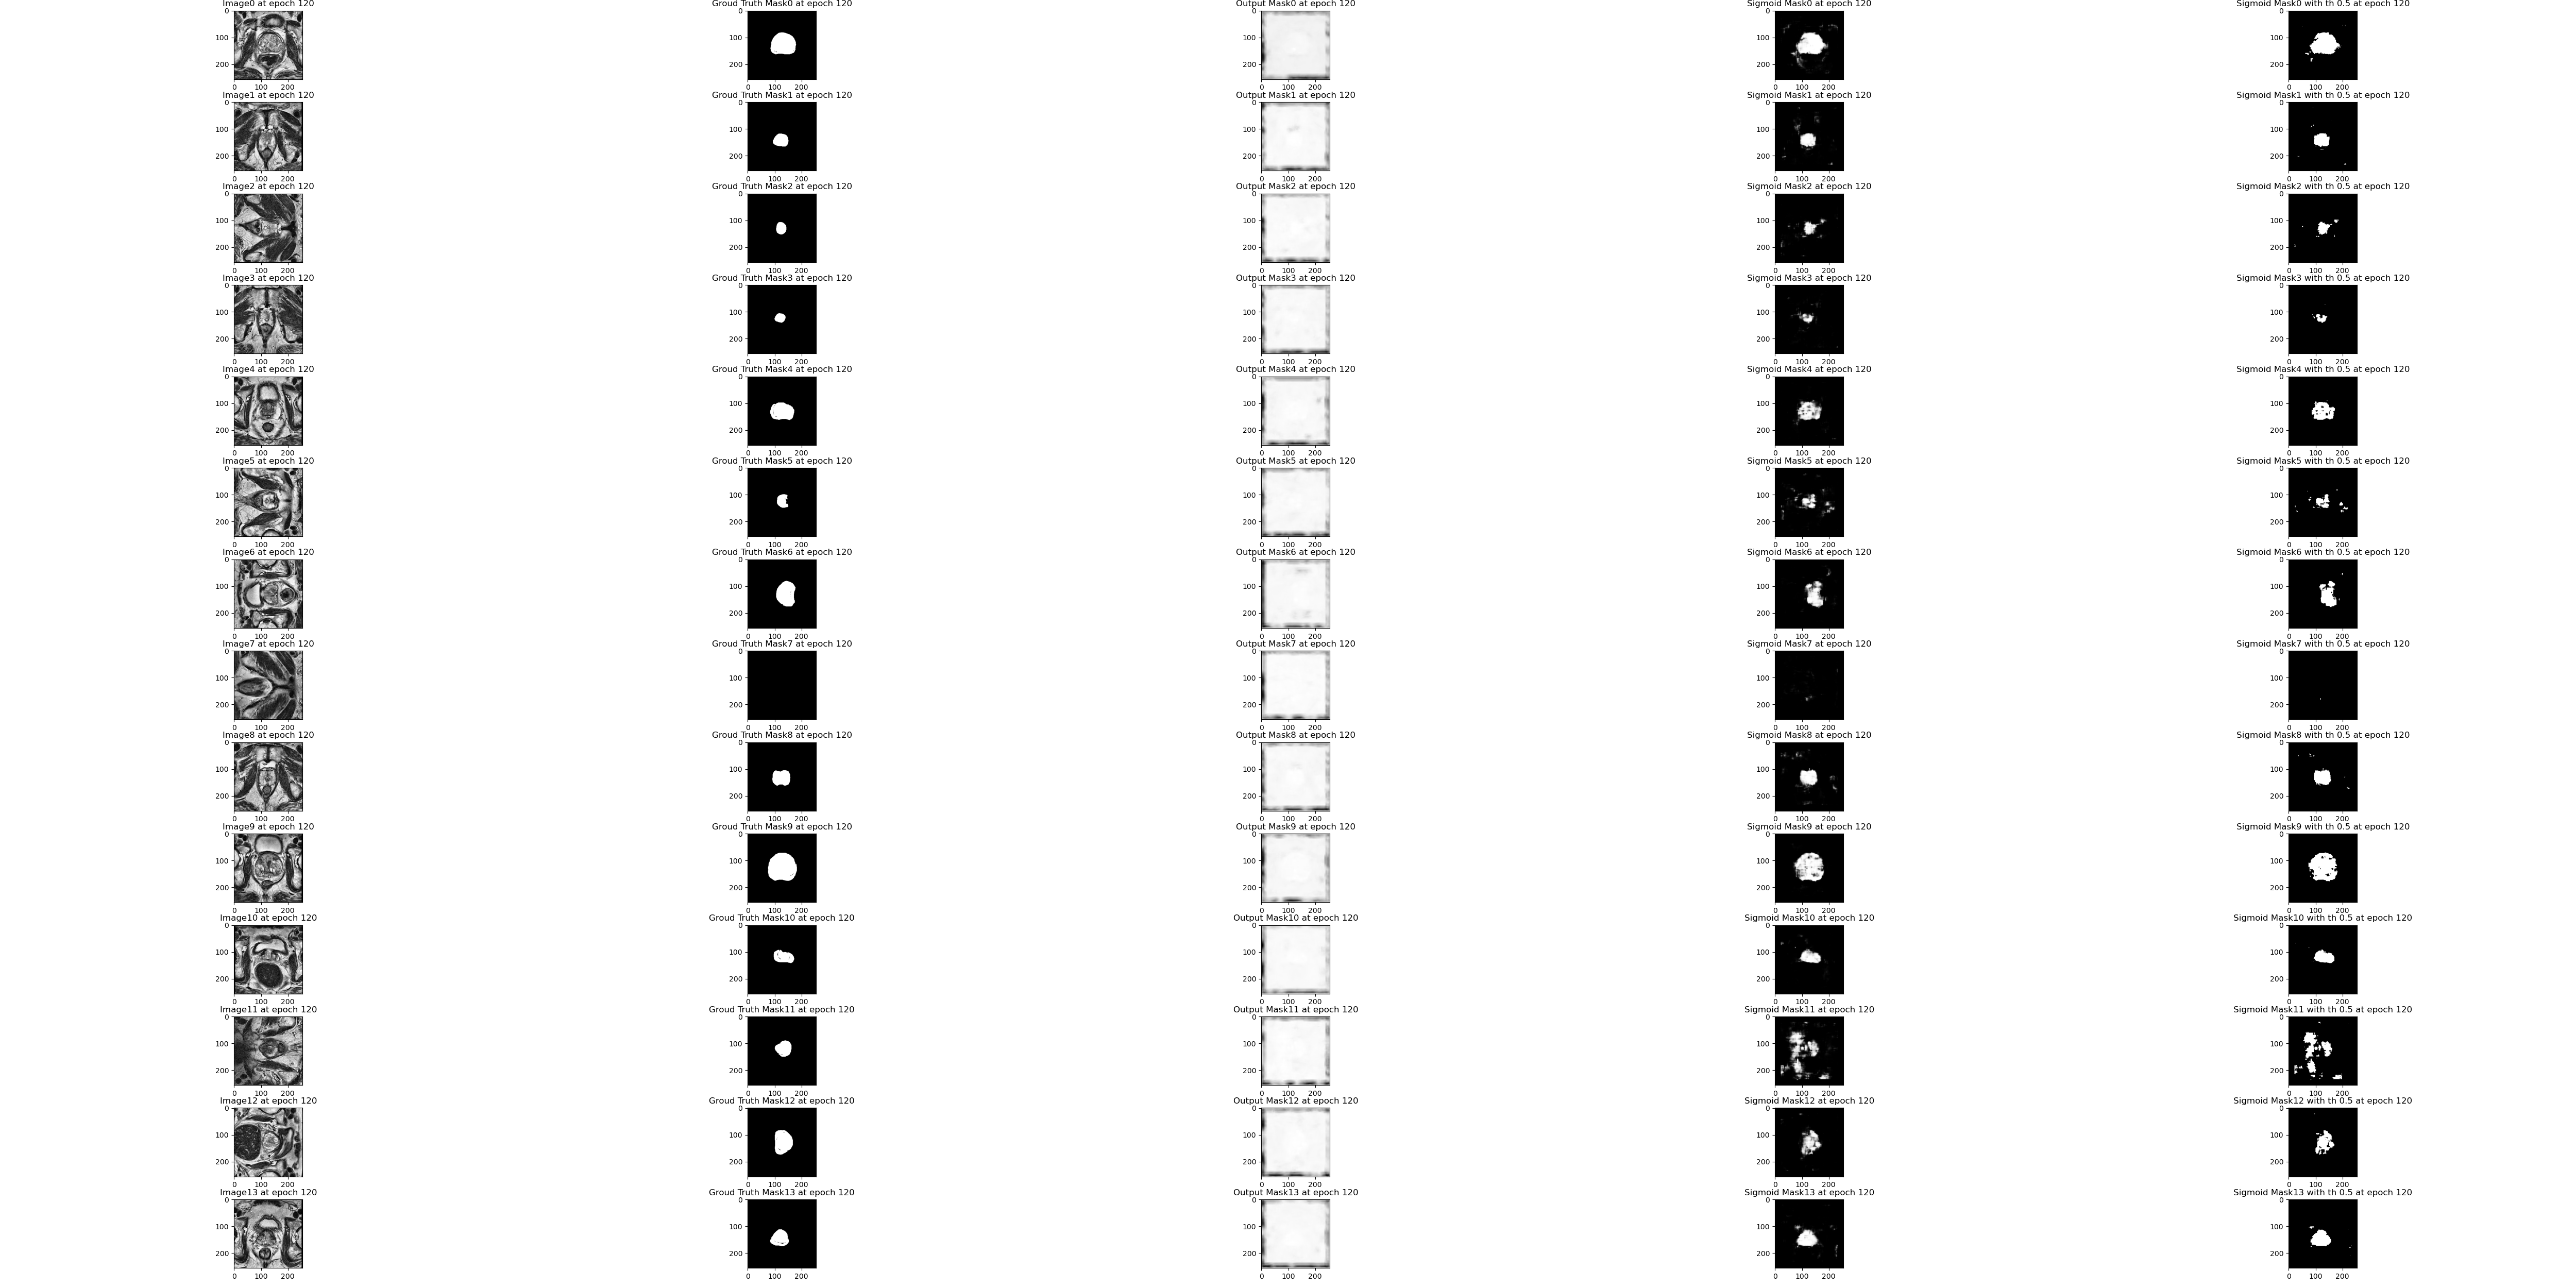 Image0 at epoch 120 Groud Truth Mask0 at epoch 120 Output Mask0 at epoch 120 Sigmoid Mask0 at epoch 120 Sigmoid Mask0 with th 0.5 at epoch 120
0 0 0 0 0
100 100 100 100 100
200 200 200 200 200
0 100 200 0 100 200 0 100 200 0 100 200 0 100 200
Image1 at epoch 120 Groud Truth Mask1 at epoch 120 Output Mask1 at epoch 120 Sigmoid Mask1 at epoch 120 Sigmoid Mask1 with th 0.5 at epoch 120
0 0 0 0 0
100 100 100 100 100
200 200 200 200 200
0 100 200 0 100 200 0 100 200 0 100 200 0 100 200
Image2 at epoch 120 Groud Truth Mask2 at epoch 120 Output Mask2 at epoch 120 Sigmoid Mask2 at epoch 120 Sigmoid Mask2 with th 0.5 at epoch 120
0 0 0 0 0
100 100 100 100 100
200 200 200 200 200
0 100 200 0 100 200 0 100 200 0 100 200 0 100 200
Image3 at epoch 120 Groud Truth Mask3 at epoch 120 Output Mask3 at epoch 120 Sigmoid Mask3 at epoch 120 Sigmoid Mask3 with th 0.5 at epoch 120
0 0 0 0 0
100 100 100 100 100
200 200 200 200 200
0 100 200 0 100 200 0 100 200 0 100 200 0 100 200
Image4 at epoch 120 Groud Truth Mask4 at epoch 120 Output Mask4 at epoch 120 Sigmoid Mask4 at epoch 120 Sigmoid Mask4 with th 0.5 at epoch 120
0 0 0 0 0
100 100 100 100 100
200 200 200 200 200
0 100 200 0 100 200 0 100 200 0 100 200 0 100 200
Image5 at epoch 120 Groud Truth Mask5 at epoch 120 Output Mask5 at epoch 120 Sigmoid Mask5 at epoch 120 Sigmoid Mask5 with th 0.5 at epoch 120
0 0 0 0 0
100 100 100 100 100
200 200 200 200 200
0 100 200 0 100 200 0 100 200 0 100 200 0 100 200
Image6 at epoch 120 Groud Truth Mask6 at epoch 120 Output Mask6 at epoch 120 Sigmoid Mask6 at epoch 120 Sigmoid Mask6 with th 0.5 at epoch 120
0 0 0 0 0
100 100 100 100 100
200 200 200 200 200
0 100 200 0 100 200 0 100 200 0 100 200 0 100 200
Image7 at epoch 120 Groud Truth Mask7 at epoch 120 Output Mask7 at epoch 120 Sigmoid Mask7 at epoch 120 Sigmoid Mask7 with th 0.5 at epoch 120
0 0 0 0 0
100 100 100 100 100
200 200 200 200 200
0 100 200 0 100 200 0 100 200 0 100 200 0 100 200
Image8 at epoch 120 Groud Truth Mask8 at epoch 120 Output Mask8 at epoch 120 Sigmoid Mask8 at epoch 120 Sigmoid Mask8 with th 0.5 at epoch 120
0 0 0 0 0
100 100 100 100 100
200 200 200 200 200
0 100 200 0 100 200 0 100 200 0 100 200 0 100 200
Image9 at epoch 120 Groud Truth Mask9 at epoch 120 Output Mask9 at epoch 120 Sigmoid Mask9 at epoch 120 Sigmoid Mask9 with th 0.5 at epoch 120
0 0 0 0 0
100 100 100 100 100
200 200 200 200 200
0 100 200 0 100 200 0 100 200 0 100 200 0 100 200
Image10 at epoch 120 Groud Truth Mask10 at epoch 120 Output Mask10 at epoch 120 Sigmoid Mask10 at epoch 120 Sigmoid Mask10 with th 0.5 at epoch 120
0 0 0 0 0
100 100 100 100 100
200 200 200 200 200
0 100 200 0 100 200 0 100 200 0 100 200 0 100 200
Image11 at epoch 120 Groud Truth Mask11 at epoch 120 Output Mask11 at epoch 120 Sigmoid Mask11 at epoch 120 Sigmoid Mask11 with th 0.5 at epoch 120
0 0 0 0 0
100 100 100 100 100
200 200 200 200 200
0 100 200 0 100 200 0 100 200 0 100 200 0 100 200
Image12 at epoch 120 Groud Truth Mask12 at epoch 120 Output Mask12 at epoch 120 Sigmoid Mask12 at epoch 120 Sigmoid Mask12 with th 0.5 at epoch 120
0 0 0 0 0
100 100 100 100 100
200 200 200 200 200
0 100 200 0 100 200 0 100 200 0 100 200 0 100 200
Image13 at epoch 120 Groud Truth Mask13 at epoch 120 Output Mask13 at epoch 120 Sigmoid Mask13 at epoch 120 Sigmoid Mask13 with th 0.5 at epoch 120
0 0 0 0 0
100 100 100 100 100
200 200 200 200 200
0 100 200 0 100 200 0 100 200 0 100 200 0 100 200